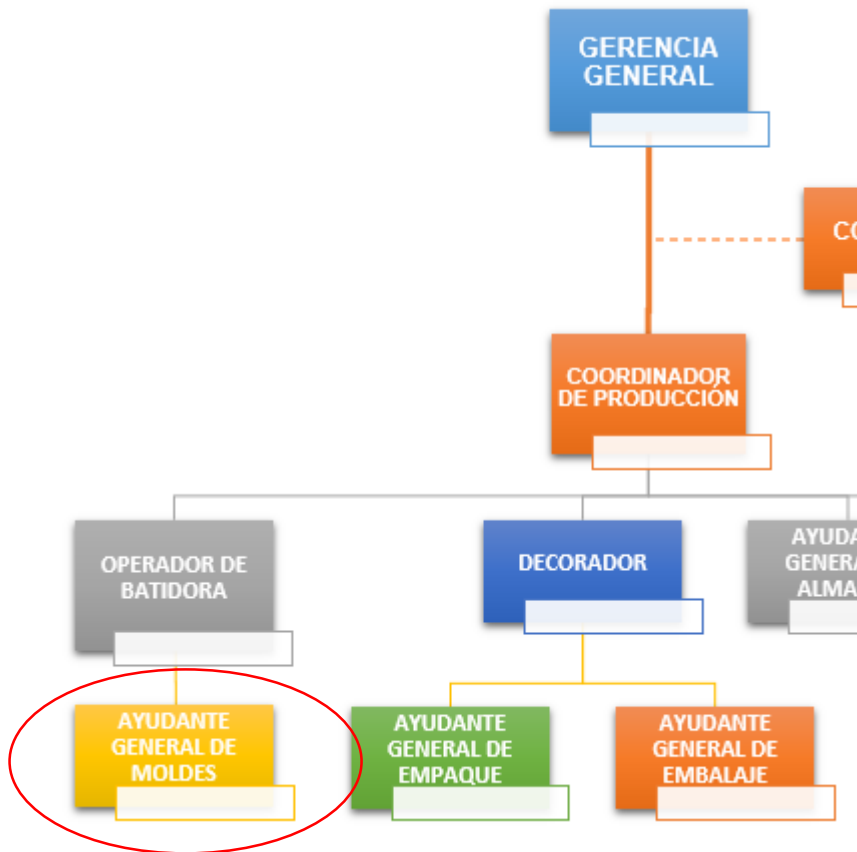 GERENCIA
GENERAL
COORDINADOR
DE PRODUCCIÓN
OPERADOR DE
BATIDORA
DECORADOR
AYUDANTE
GENERAL DE
MOLDES
AYUDANTE
GENERAL DE
EMPAQUE
AYUDANTE
GENERAL DE
EMBALAJE